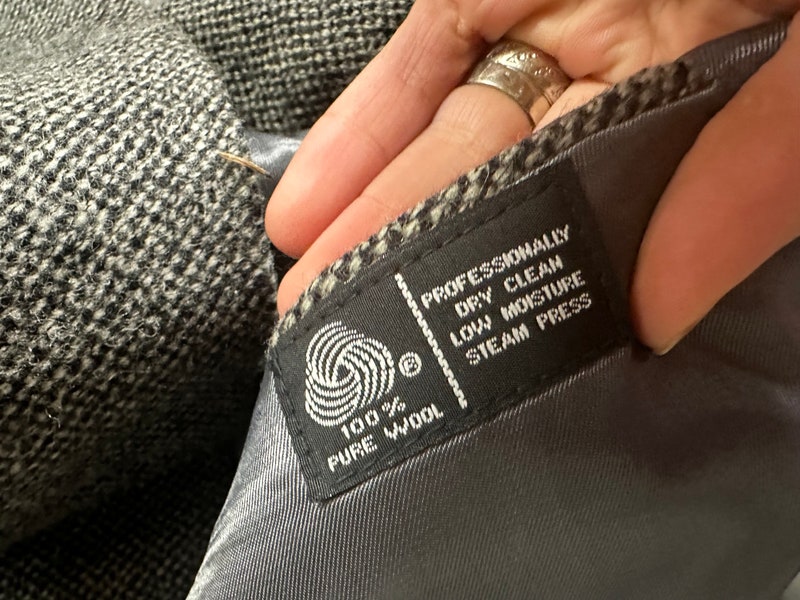 ®
100%
PURE WOOL
PROFESSIONALLY
DRY CLEAN
LOW MOISTURE
STEAM PRESS